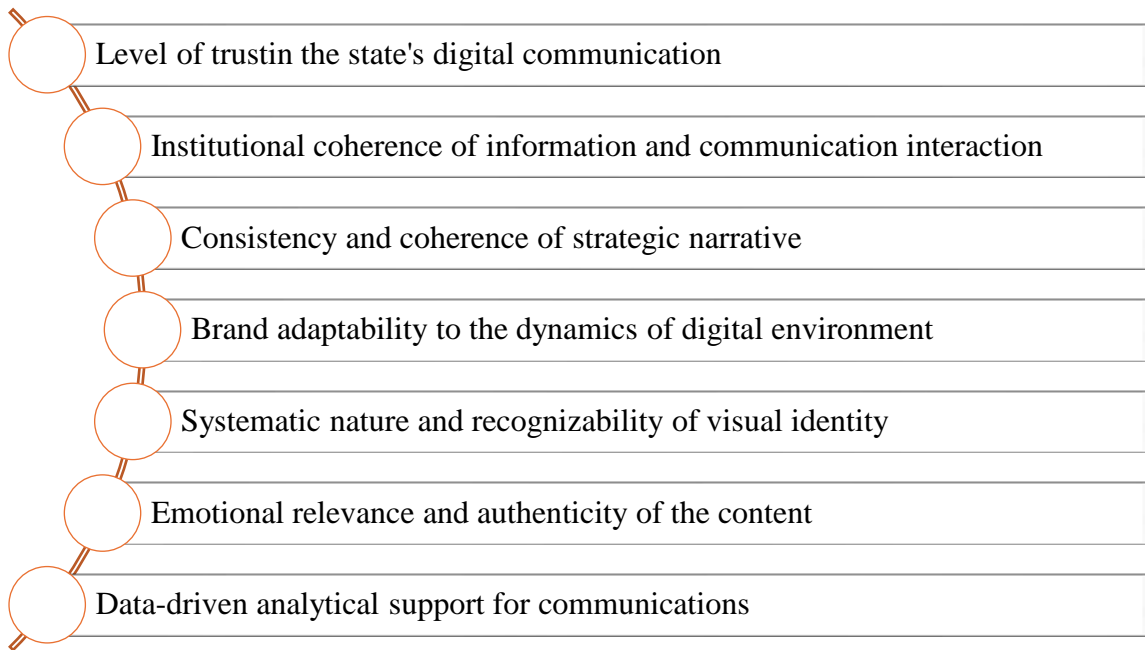 Level of trustin the state's digital communication
Institutional coherence of information and communication interaction
Consistency and coherence of strategic narrative
Brand adaptability to the dynamics of digital environment
Systematic nature and recognizability of visual identity
Emotional relevance and authenticity of the content
Data-driven analytical support for communications